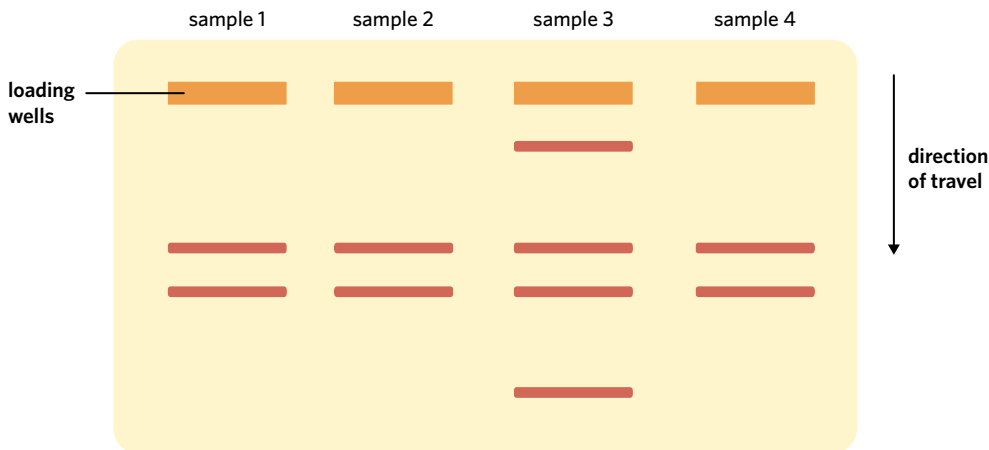 sample 1
sample 2
sample 3
sample 4
loading
wells
direction
of travel